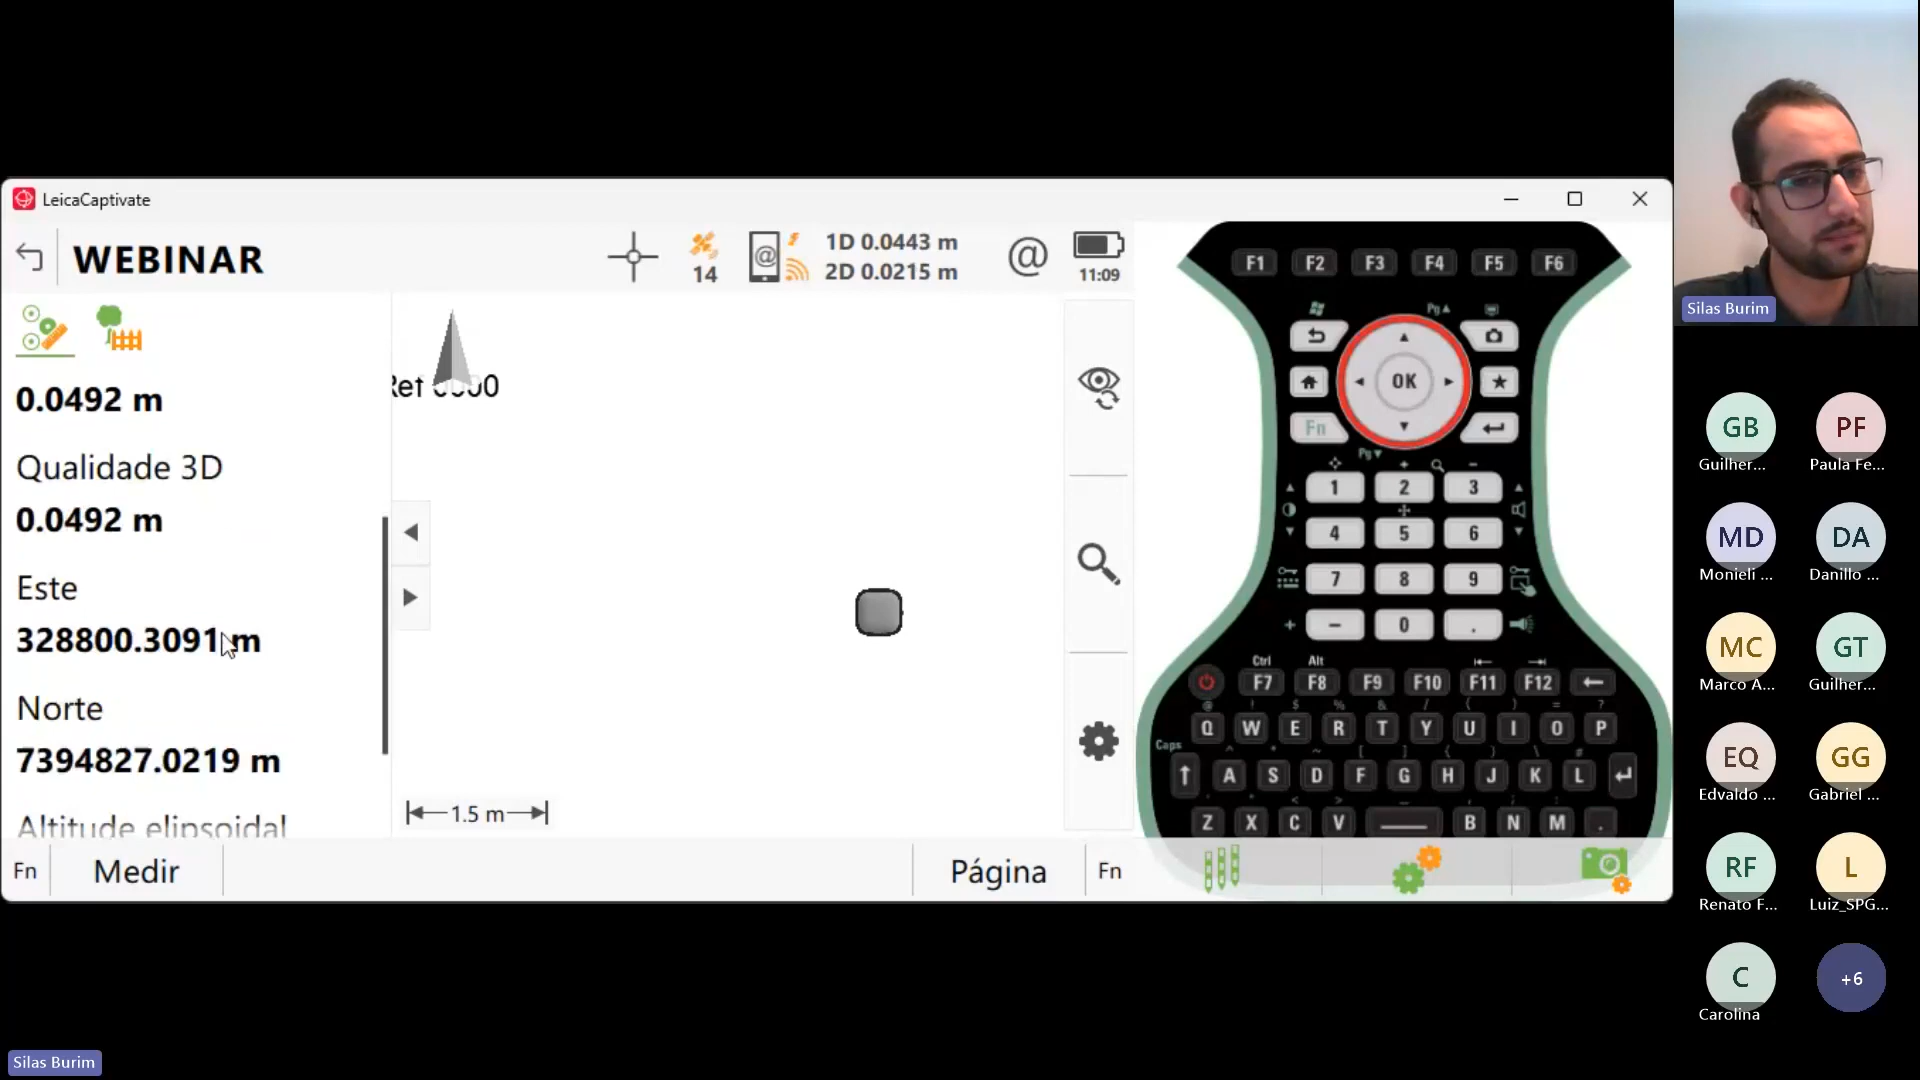 LeicaCaptivate
WEBINAR
14
1D 0.0443 m
2D 0.0215 m
@
@
11:09
0.0492 m
Qualidade 3D
0.0492 m
Este
328800.3091 m
Norte
7394827.0219 m
Altitude elipsoidal
1.5 m
Fn
Medir
Página
Fn
F1 F2 F3 F4 F5 F6
Pg
OK
Fn
Pg
1 2 3
4 5 6
7 8 9
+ - 0 .
Ctrl Alt
F7 F8 F9 F10 F11 F12
@ ! $ % & / ( ) = ?
Q W E R T Y U I O P
Caps
A S D F G H J K L
Z X C V B N M .
Silas Burim
GB
Guilher...
PF
Paula Fe...
MD
Monieli ...
DA
Danillo ...
MC
Marco A...
GT
Guilher...
EQ
Edvaldo ...
GG
Gabriel ...
RF
Renato F...
L
Luiz_SPG...
C
Carolina
+6
Silas Burim